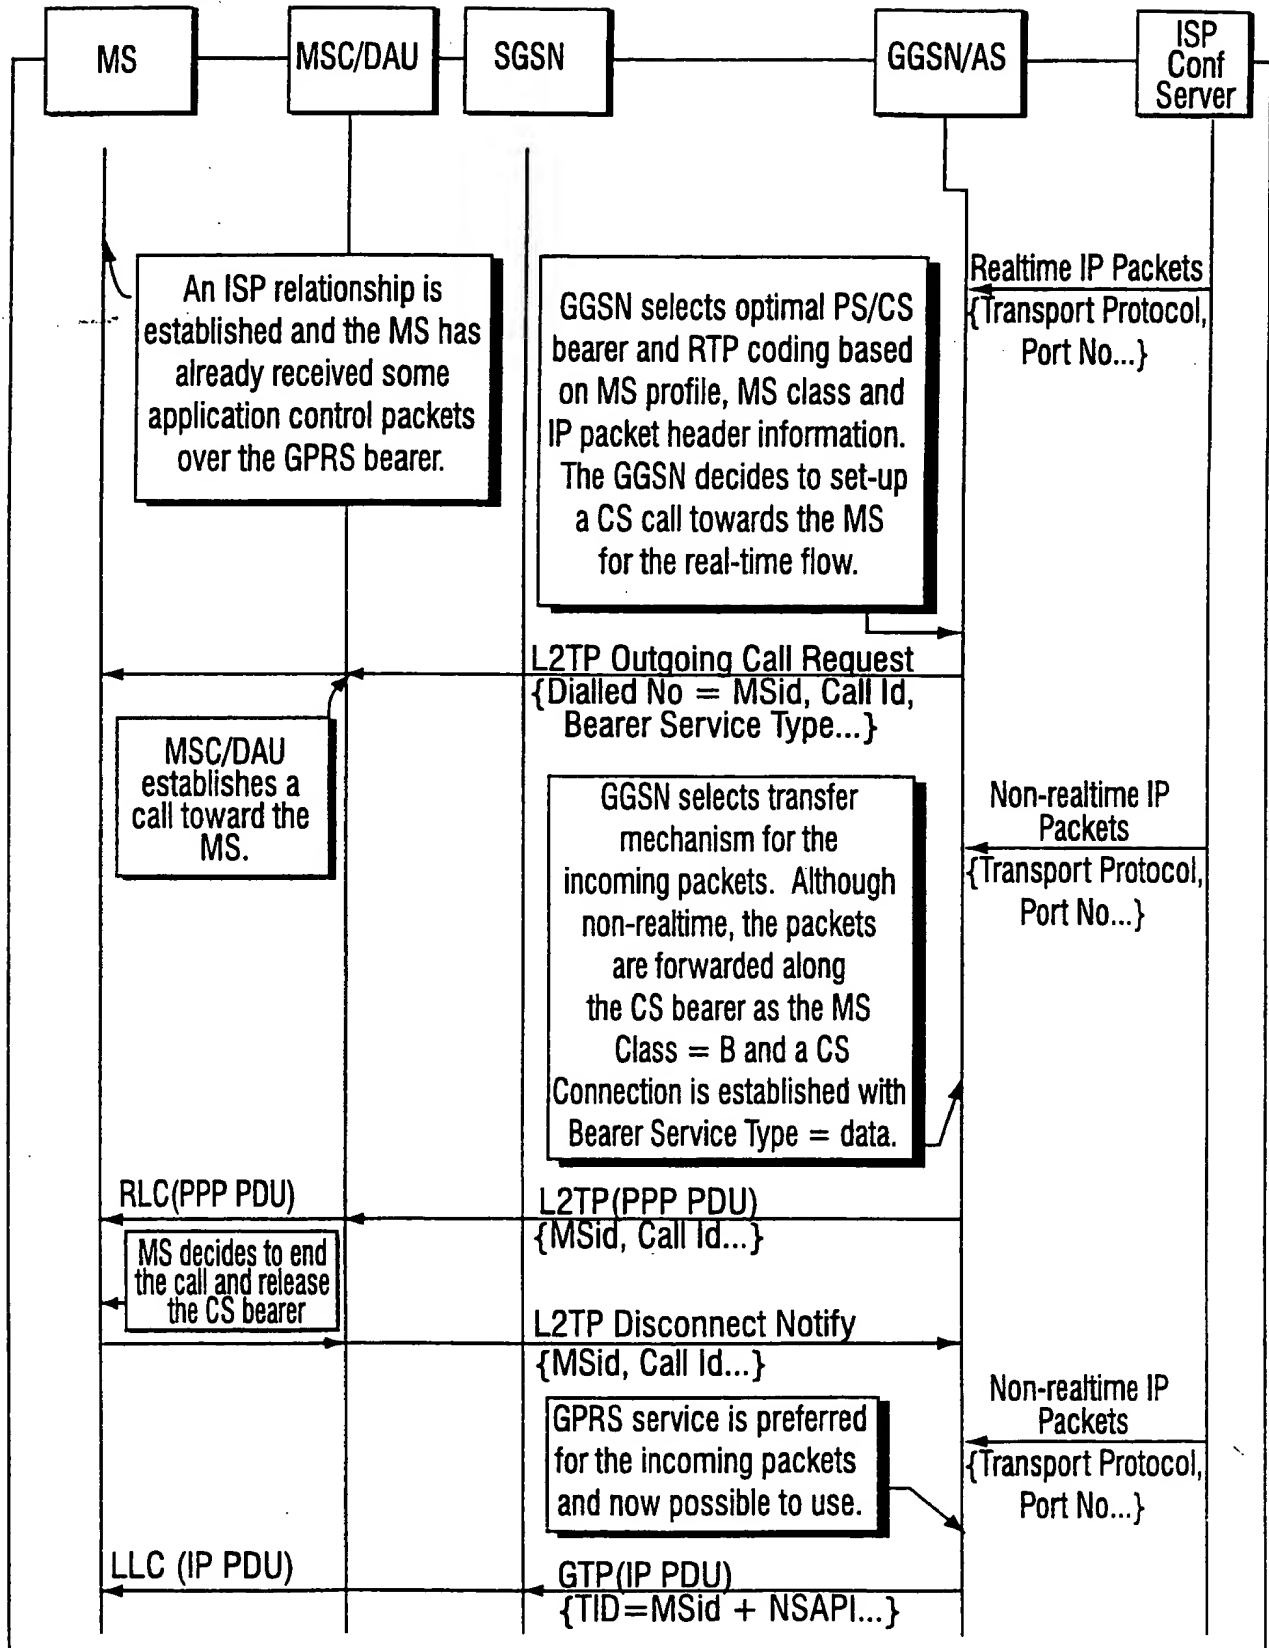 MS
MSC/DAU
SGSN
GGSN/AS
ISP
Conf
Server
An ISP relationship is
established and the MS has
already received some
application control packets
over the GPRS bearer.
GGSN selects optimal PS/CS
bearer and RTP coding based
on MS profile, MS class and
IP packet header information.
The GGSN decides to set-up
a CS call towards the MS
for the real-time flow.
Realtime IP Packets
{Transport Protocol,
Port No...}
L2TP Outgoing Call Request
{Dialled No = MSid, Call Id,
Bearer Service Type...}
MSC/DAU
establishes a
call toward the
MS.
GGSN selects transfer
mechanism for the
incoming packets. Although
non-realtime, the packets
are forwarded along
the CS bearer as the MS
Class = B and a CS
Connection is established with
Bearer Service Type = data.
Non-realtime IP
Packets
{Transport Protocol,
Port No...}
RLC(PPP PDU)
L2TP(PPP PDU)
{MSid, Call Id...}
MS decides to end
the call and release
the CS bearer
L2TP Disconnect Notify
{MSid, Call Id...}
GPRS service is preferred
for the incoming packets
and now possible to use.
Non-realtime IP
Packets
{Transport Protocol,
Port No...}
LLC (IP PDU)
GTP(IP PDU)
{TID=MSid + NSAPI...}